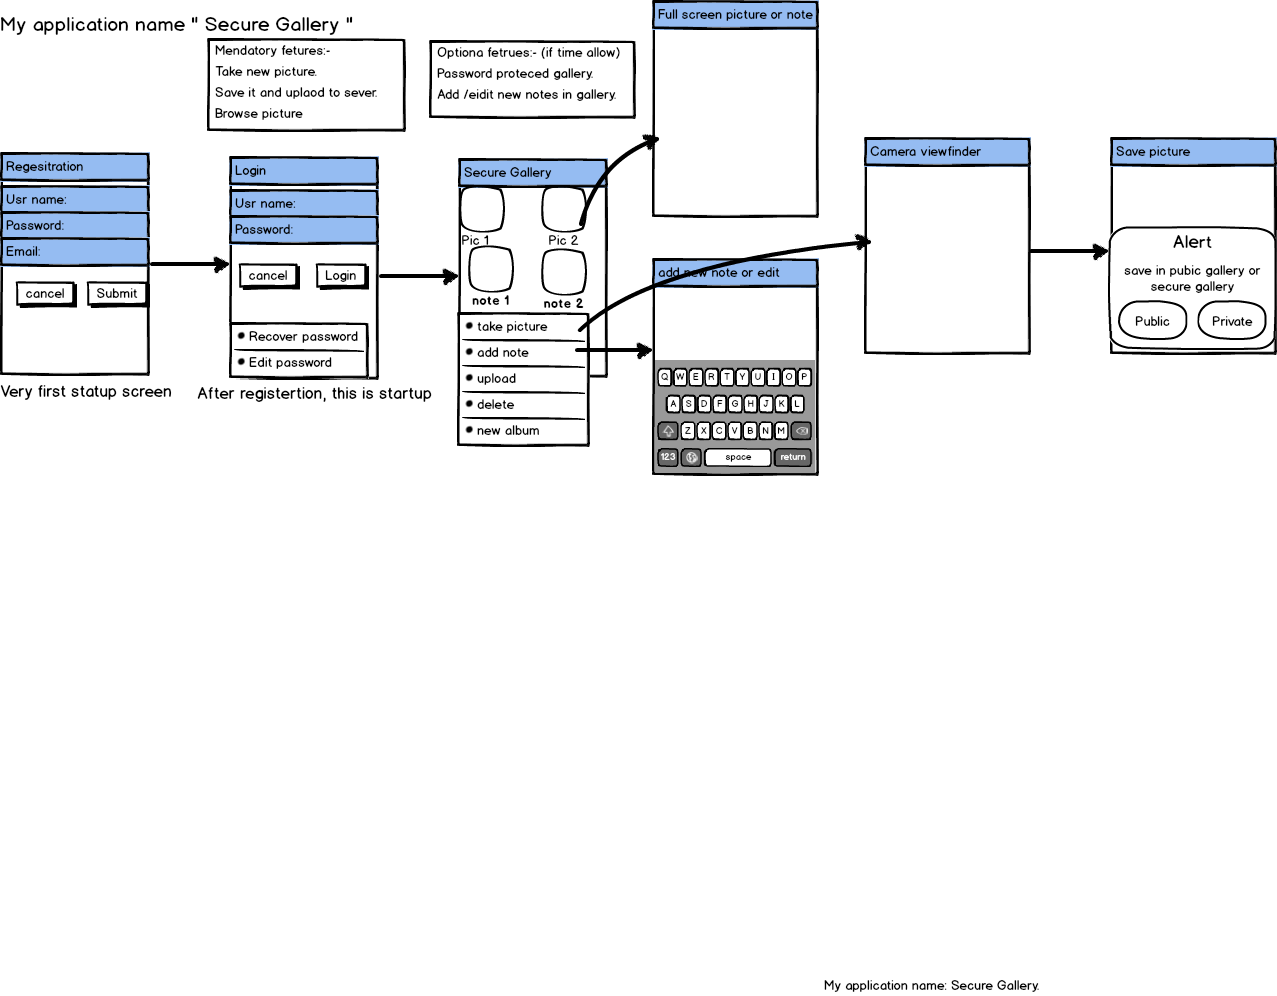 My application name " Secure Gallery "
Mendatory fetures:-
Take new picture.
Save it and uplaod to sever.
Browse picture
Optiona fetrues:- (if time allow)
Password proteced gallery.
Add /eidit new notes in gallery.
Full screen picture or note
Regesitration
Usr name:
Password:
Email:
cancel
Submit
Very first statup screen
Login
Usr name:
Password:
cancel
Login
Recover password
Edit password
After registertion, this is startup
Secure Gallery
Pic 1
Pic 2
note 1
note 2
take picture
add note
upload
delete
new album
add new note or edit
Q W E R T Y U I O P
A S D F G H J K L
Z X C V B N M
123 space return
Camera viewfinder
Save picture
Alert
save in pubic gallery or
secure gallery
Public
Private
My application name: Secure Gallery.